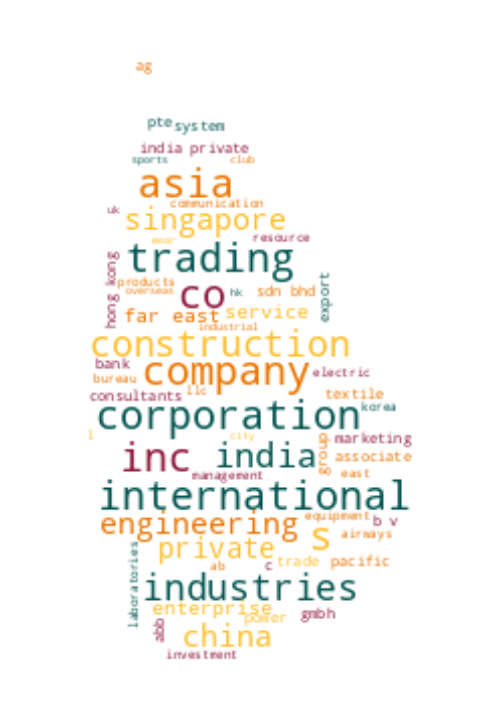 ag
pte system
india private
sports club
asia
communication
uk singapore
wear resource
trading
hong kong
products
overseas co hk sdn bhd export
far east service
industrial
construction
bank company electric
bureau
consultants llc textile
corporation korea
l city
inc india group marketing
associate
management east
international
engineering s equipment b v
airways
private
laboratories ab c trade pacific
industries
enterprise
power gmbh
abb china
investment